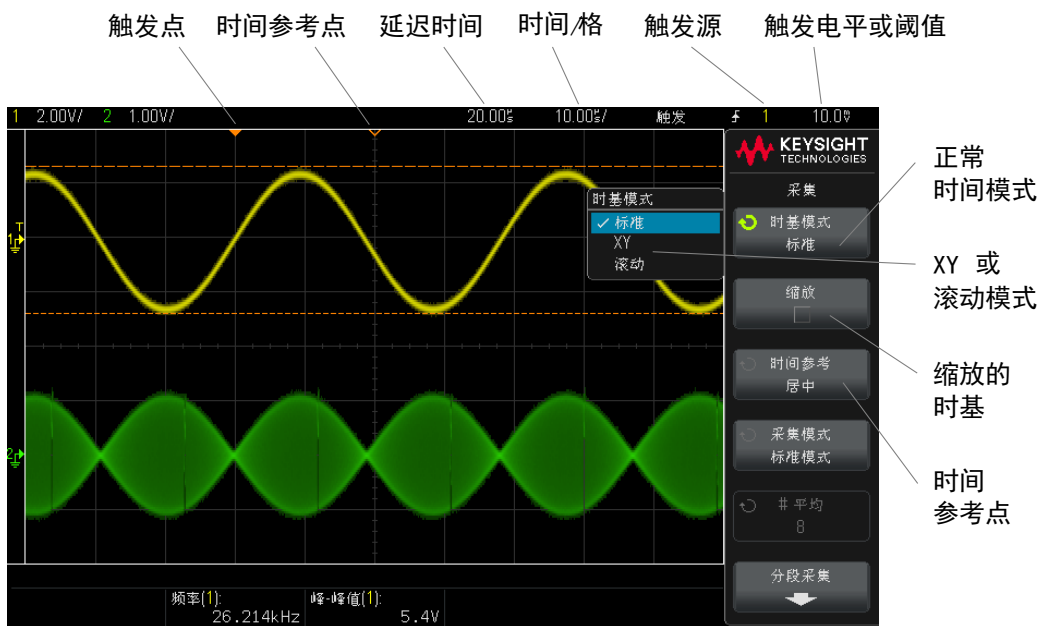 触发点 时间参考点 延迟时间 时间/格 触发源 触发电平或阈值
1 2.00V/ 2 1.00V/ 20.00µs 10.00µs/ 触发 1 10.0V
KEYSIGHT
TECHNOLOGIES
采集
时基模式
标准
缩放
时间参考
居中
采集模式
标准模式
# 平均
8
分段采集
时基模式
✓ 标准
XY
滚动
T
1
2
频率(1):
26.214kHz
峰-峰值(1):
5.4V
正常
时间模式
XY 或
滚动模式
缩放的
时基
时间
参考点